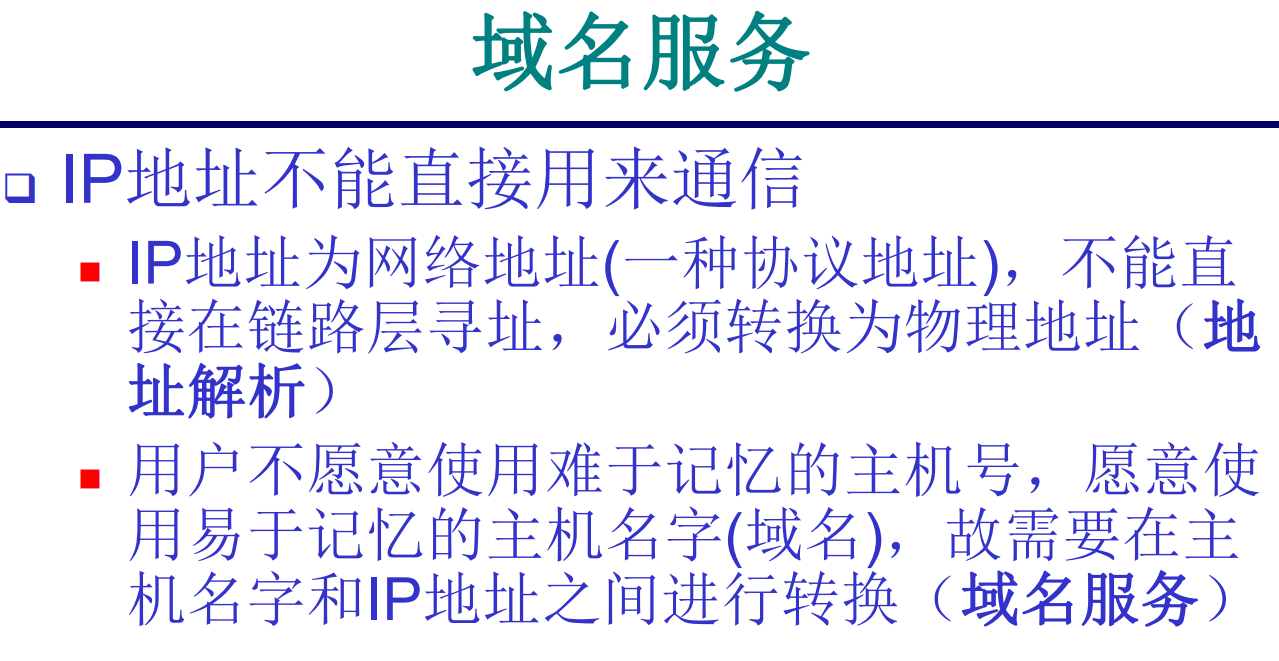 域名服务
IP地址不能直接用来通信
IP地址为网络地址(一种协议地址)，不能直
接在链路层寻址，必须转换为物理地址（地
址解析）
用户不愿意使用难于记忆的主机号，愿意使
用易于记忆的主机名字(域名)，故需要在主
机名字和IP地址之间进行转换（域名服务）